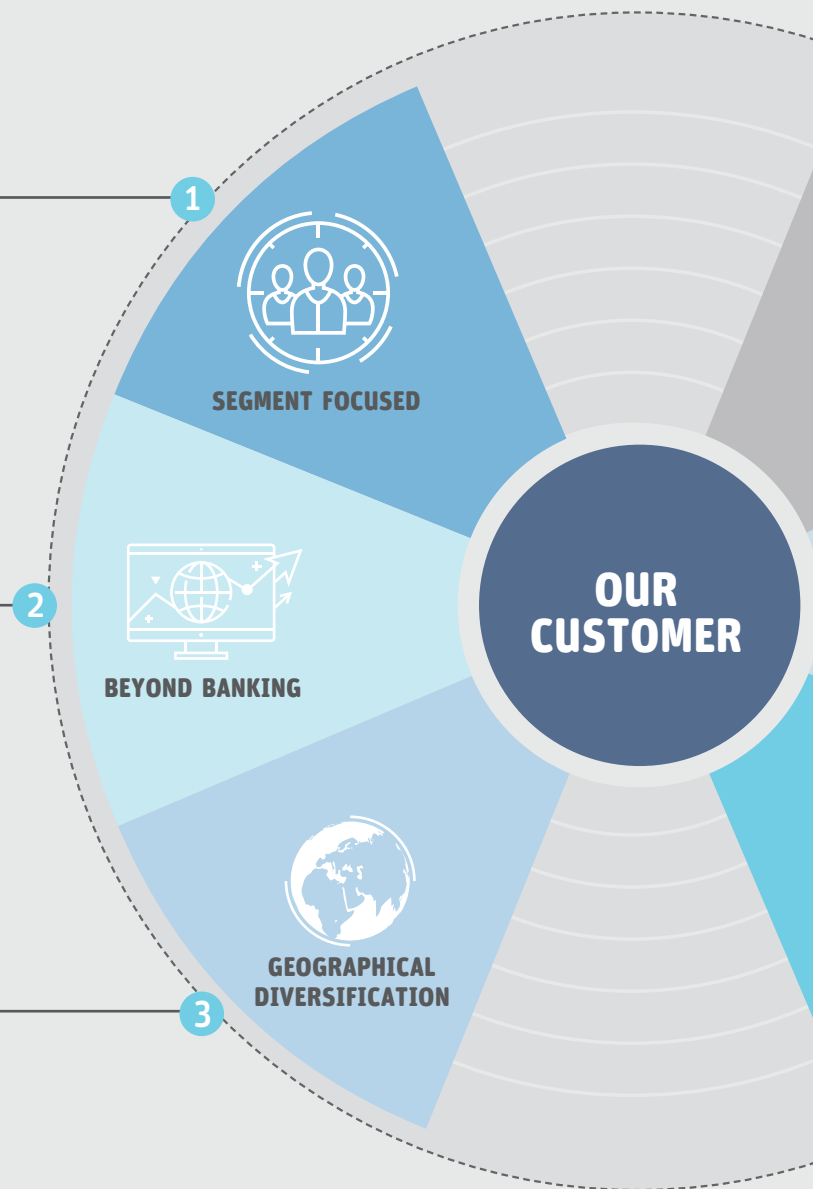 1
SEGMENT FOCUSED
2
BEYOND BANKING
OUR
CUSTOMER
3
GEOGRAPHICAL
DIVERSIFICATION